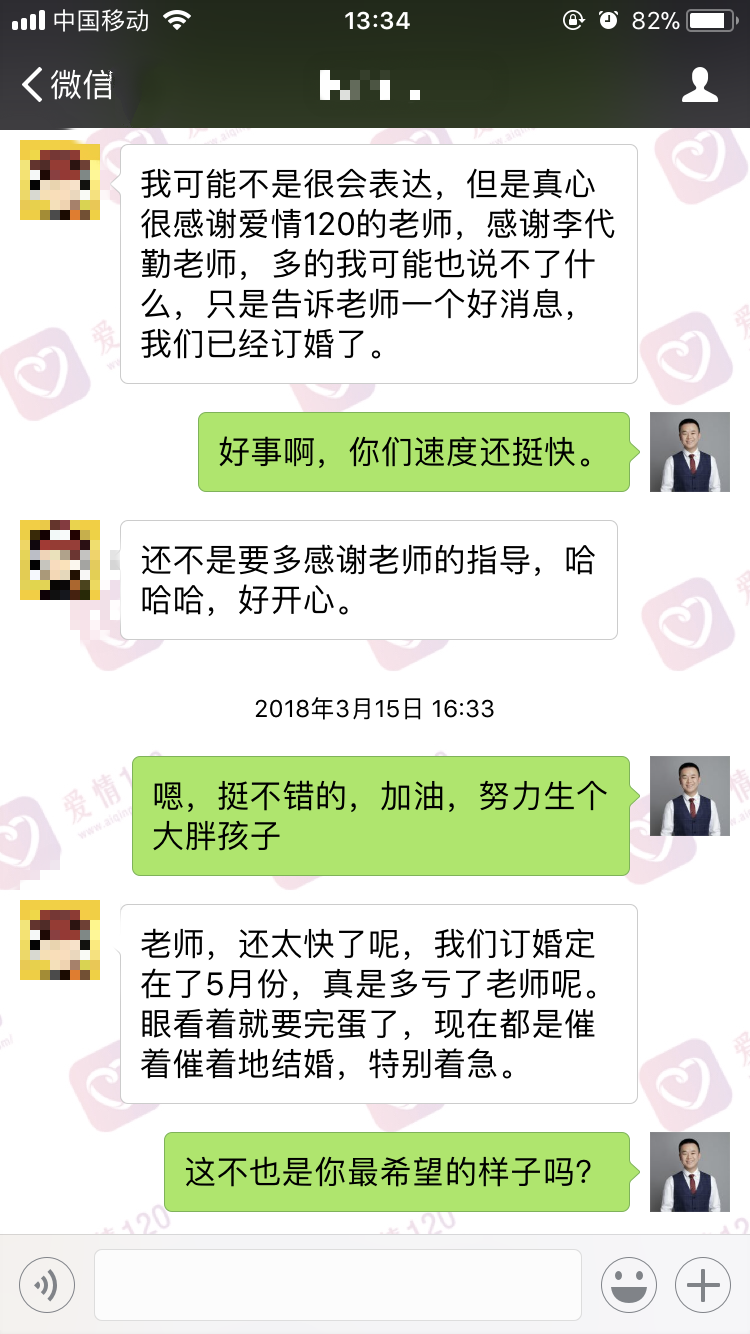 中国移动
13:34
82%
微信
我可能不是很会表达，但是真心
很感谢爱情120的老师，感谢李代
勤老师，多的我可能也说不了什
么，只是告诉老师一个好消息，
我们已经订婚了。
好事啊，你们速度还挺快。
还不是要多感谢老师的指导，哈
哈哈，好开心。
2018年3月15日 16:33
嗯，挺不错的，加油，努力生个
大胖孩子
爱情120
老师，还太快了呢，我们订婚定
在了5月份，真是多亏了老师呢。
眼看着就要完蛋了，现在都是催
着催着地结婚，特别着急。
这不也是你最希望的样子吗?